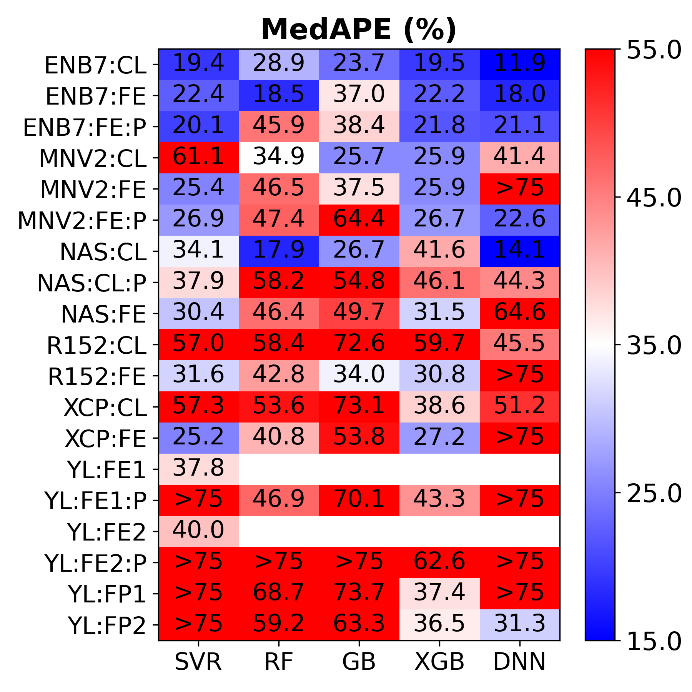 MedAPE (%)
ENB7:CL 19.4 28.9 23.7 19.5 11.9
ENB7:FE 22.4 18.5 37.0 22.2 18.0
ENB7:FE:P 20.1 45.9 38.4 21.8 21.1
MNV2:CL 61.1 34.9 25.7 25.9 41.4
MNV2:FE 25.4 46.5 37.5 25.9 >75
MNV2:FE:P 26.9 47.4 64.4 26.7 22.6
NAS:CL 34.1 17.9 26.7 41.6 14.1
NAS:CL:P 37.9 58.2 54.8 46.1 44.3
NAS:FE 30.4 46.4 49.7 31.5 64.6
R152:CL 57.0 58.4 72.6 59.7 45.5
R152:FE 31.6 42.8 34.0 30.8 >75
XCP:CL 57.3 53.6 73.1 38.6 51.2
XCP:FE 25.2 40.8 53.8 27.2 >75
YL:FE1 37.8
YL:FE1:P >75 46.9 70.1 43.3 >75
YL:FE2 40.0
YL:FE2:P >75 >75 >75 62.6 >75
YL:FP1 >75 68.7 73.7 37.4 >75
YL:FP2 >75 59.2 63.3 36.5 31.3
SVR RF GB XGB DNN
55.0
45.0
35.0
25.0
15.0